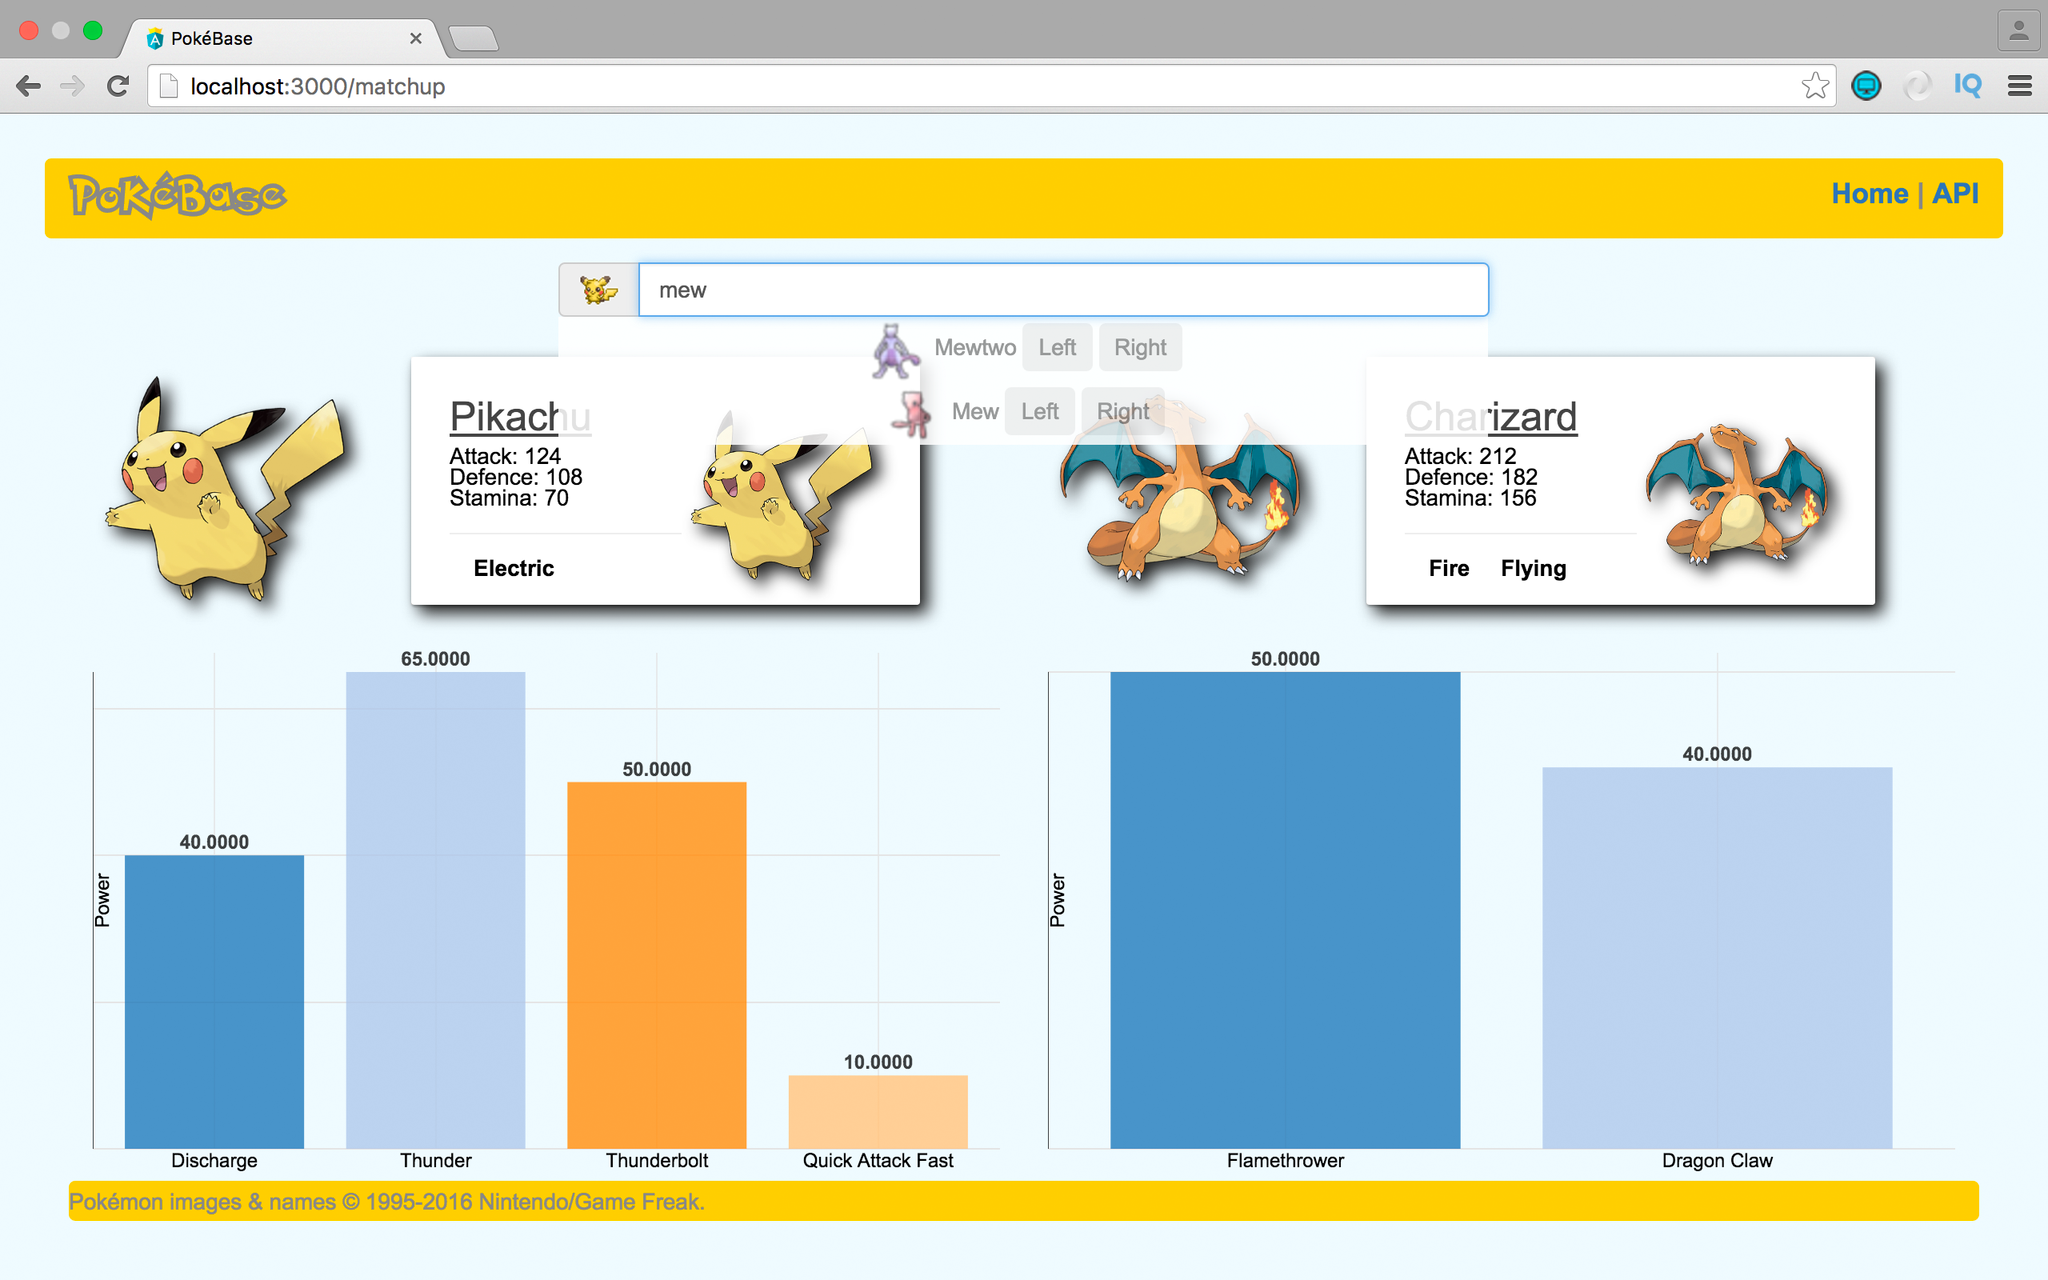 PokéBase
localhost:3000/matchup
IQ
PokéBase
Home | API
mew
Mewtwo Left Right
Mew Left Right
Pikachu
Attack: 124
Defence: 108
Stamina: 70
Electric
Charizard
Attack: 212
Defence: 182
Stamina: 156
Fire Flying
65.0000
50.0000
40.0000
10.0000
Power
Discharge Thunder Thunderbolt Quick Attack Fast
50.0000
40.0000
Power
Flamethrower Dragon Claw
Pokémon images & names © 1995-2016 Nintendo/Game Freak.